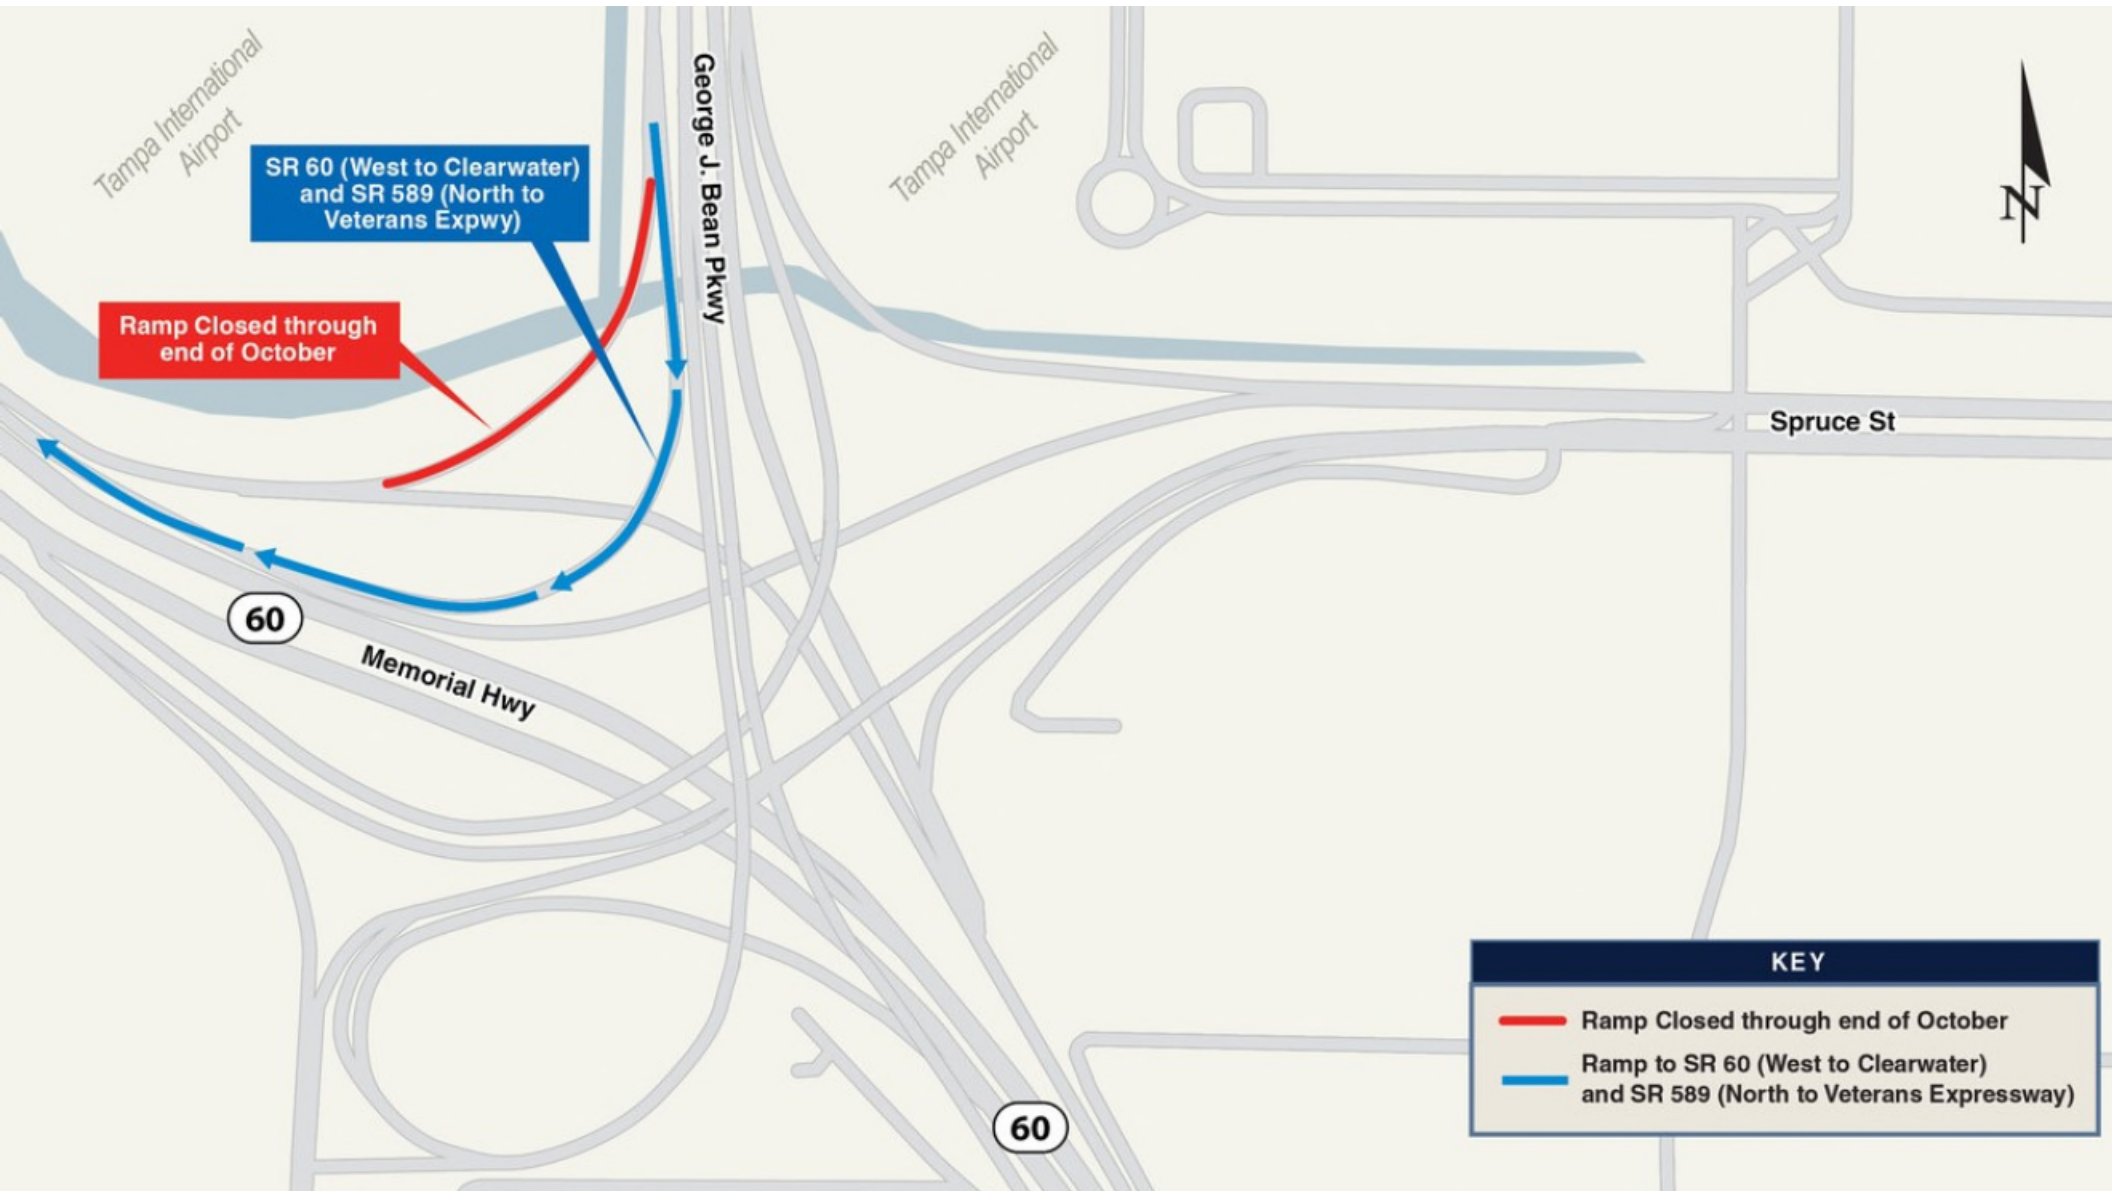 Tampa International
Airport
George J. Bean Pkwy
Tampa International
Airport
SR 60 (West to Clearwater)
and SR 589 (North to
Veterans Expwy)
N
Ramp Closed through
end of October
Spruce St
60
Memorial Hwy
KEY
Ramp Closed through end of October
Ramp to SR 60 (West to Clearwater)
and SR 589 (North to Veterans Expressway)
60